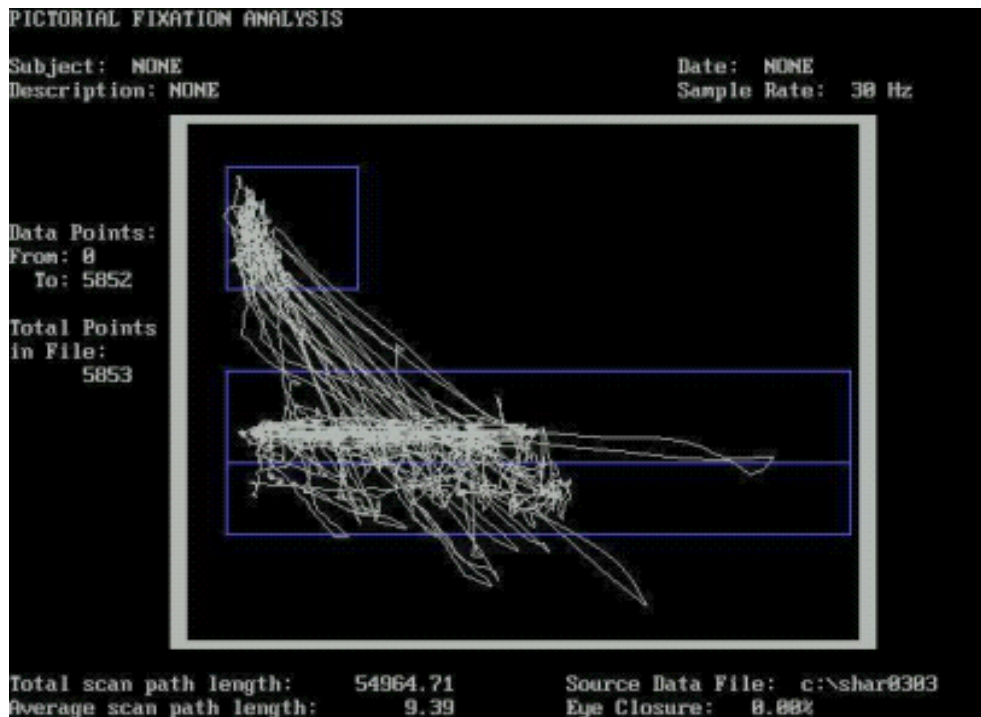 PICTORIAL FIXATION ANALYSIS
Subject: NONE
Date: NONE
Description: NONE
Sample Rate: 30 Hz
Data Points:
From: 0
To: 5852
Total Points
in File:
5853
Total scan path length: 54964.71
Source Data File: c:\shar0303
Average scan path length: 9.39
Eye Closure: 0.00%